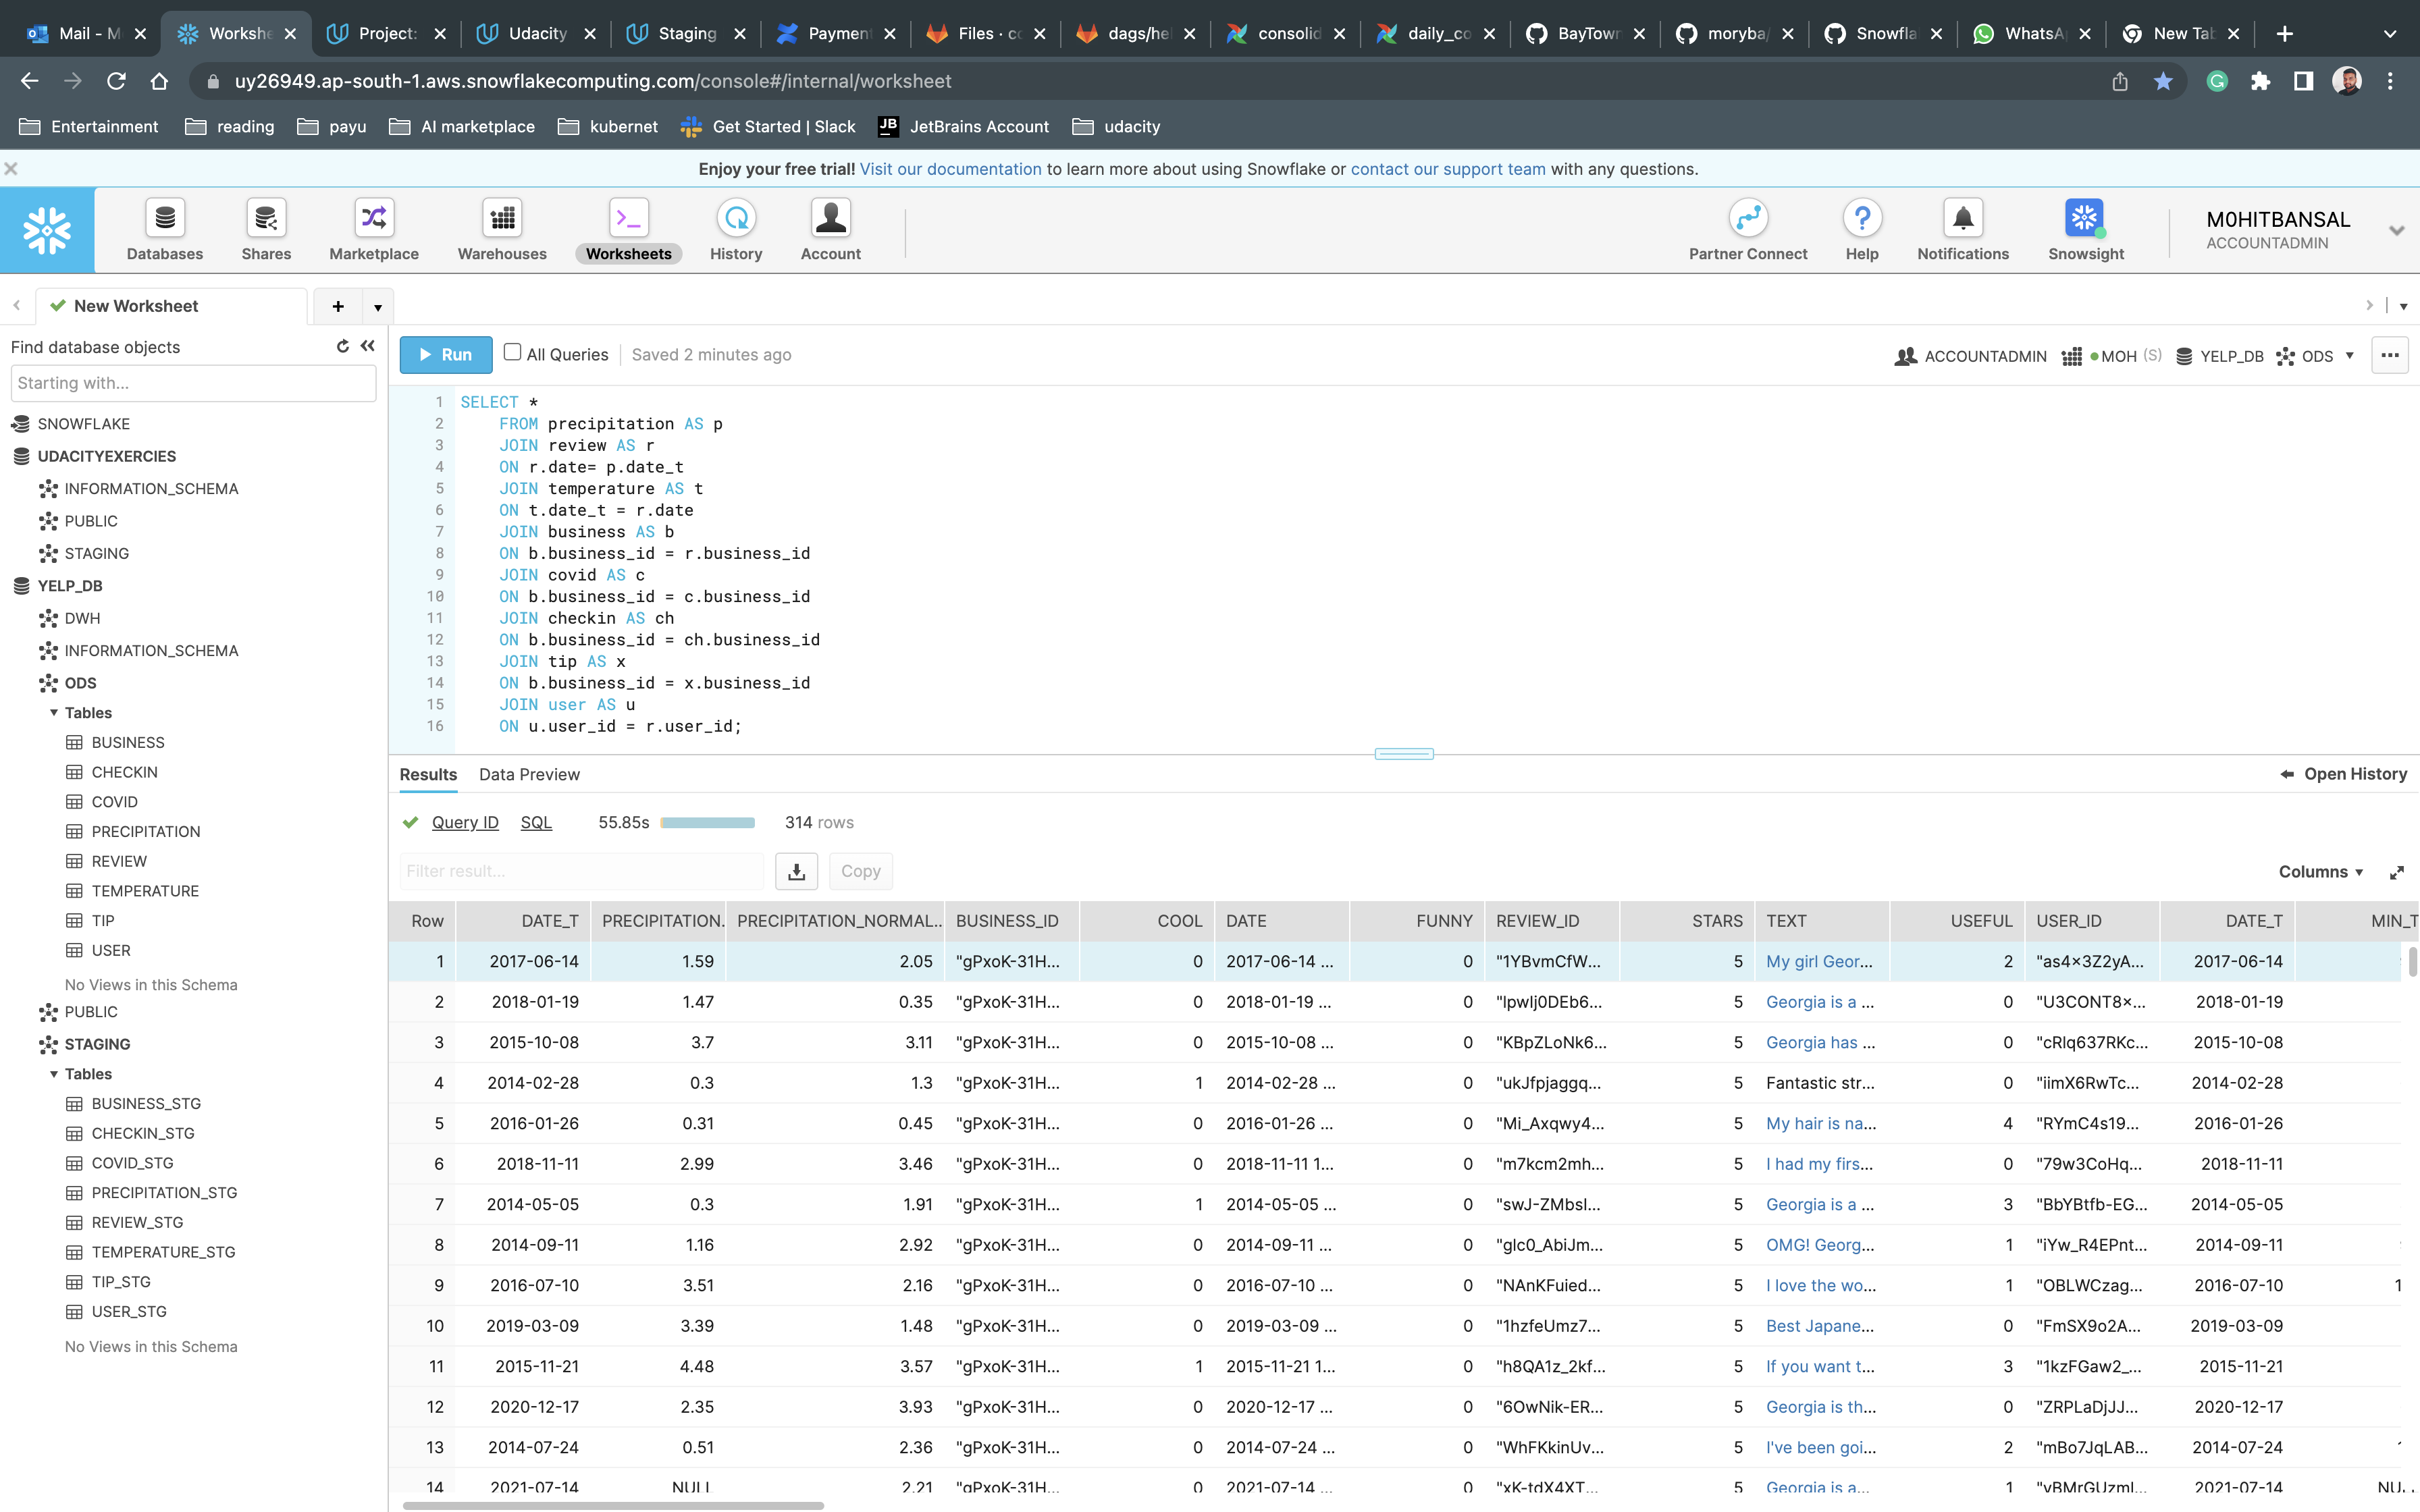 Mail - M
Workshe
Project:
Udacity
Staging
Paymen
Files · co
dags/hel
consolid
daily_co
BayTown
moryba/
Snowfla
WhatsA
New Tab
uy26949.ap-south-1.aws.snowflakecomputing.com/console#/internal/worksheet
Entertainment reading payu AI marketplace kubernet Get Started | Slack JB JetBrains Account udacity
Enjoy your free trial! Visit our documentation to learn more about using Snowflake or contact our support team with any questions.
Databases Shares Marketplace Warehouses Worksheets History Account Partner Connect Help Notifications Snowsight
M0HITBANSAL
ACCOUNTADMIN
New Worksheet
Find database objects
Starting with...
SNOWFLAKE
UDACITYEXERCIES
INFORMATION_SCHEMA
PUBLIC
STAGING
YELP_DB
DWH
INFORMATION_SCHEMA
ODS
Tables
BUSINESS
CHECKIN
COVID
PRECIPITATION
REVIEW
TEMPERATURE
TIP
USER
No Views in this Schema
PUBLIC
STAGING
Tables
BUSINESS_STG
CHECKIN_STG
COVID_STG
PRECIPITATION_STG
REVIEW_STG
TEMPERATURE_STG
TIP_STG
USER_STG
No Views in this Schema
Run All Queries Saved 2 minutes ago ACCOUNTADMIN MOH (S) YELP_DB ODS
1 SELECT *
2 FROM precipitation AS p
3 JOIN review AS r
4 ON r.date= p.date_t
5 JOIN temperature AS t
6 ON t.date_t = r.date
7 JOIN business AS b
8 ON b.business_id = r.business_id
9 JOIN covid AS c
10 ON b.business_id = c.business_id
11 JOIN checkin AS ch
12 ON b.business_id = ch.business_id
13 JOIN tip AS x
14 ON b.business_id = x.business_id
15 JOIN user AS u
16 ON u.user_id = r.user_id;
Results Data Preview Open History
Query ID SQL 55.85s 314 rows
Filter result... Copy Columns
Row DATE_T PRECIPITATION. PRECIPITATION_NORMAL... BUSINESS_ID COOL DATE FUNNY REVIEW_ID STARS TEXT USEFUL USER_ID DATE_T MIN_T
1 2017-06-14 1.59 2.05 "gPxoK-31H... 0 2017-06-14 ... 0 "1YBvmCfW... 5 My girl Geor... 2 "as4x3Z2yA... 2017-06-14
2 2018-01-19 1.47 0.35 "gPxoK-31H... 0 2018-01-19 ... 0 "lpwIj0DEb6... 5 Georgia is a ... 0 "U3CONT8x... 2018-01-19
3 2015-10-08 3.7 3.11 "gPxoK-31H... 0 2015-10-08 ... 0 "KBpZLoNk6... 5 Georgia has ... 0 "cRlq637RKc... 2015-10-08
4 2014-02-28 0.3 1.3 "gPxoK-31H... 1 2014-02-28 ... 0 "ukJfpjaggq... 5 Fantastic str... 0 "iimX6RwTc... 2014-02-28
5 2016-01-26 0.31 0.45 "gPxoK-31H... 0 2016-01-26 ... 0 "Mi_Axqwy4... 5 My hair is na... 4 "RYmC4s19... 2016-01-26
6 2018-11-11 2.99 3.46 "gPxoK-31H... 0 2018-11-11 1... 0 "m7kcm2mh... 5 I had my firs... 0 "79w3CoHq... 2018-11-11
7 2014-05-05 0.3 1.91 "gPxoK-31H... 1 2014-05-05 ... 0 "swJ-ZMbsI... 5 Georgia is a ... 3 "BbYBtfb-EG... 2014-05-05
8 2014-09-11 1.16 2.92 "gPxoK-31H... 0 2014-09-11 ... 0 "glc0_AbiJm... 5 OMG! Georg... 1 "iYw_R4EPnt... 2014-09-11
9 2016-07-10 3.51 2.16 "gPxoK-31H... 0 2016-07-10 ... 0 "NAnKFuied... 5 I love the wo... 1 "OBLWCzag... 2016-07-10 1
10 2019-03-09 3.39 1.48 "gPxoK-31H... 0 2019-03-09 ... 0 "1hzfeUmz7... 5 Best Japane... 0 "FmSX9o2A... 2019-03-09
11 2015-11-21 4.48 3.57 "gPxoK-31H... 1 2015-11-21 1... 0 "h8QA1z_2kf... 5 If you want t... 3 "1kzFGaw2_... 2015-11-21
12 2020-12-17 2.35 3.93 "gPxoK-31H... 0 2020-12-17 ... 0 "6OwNik-ER... 5 Georgia is th... 0 "ZRPLaDjJJ... 2020-12-17
13 2014-07-24 0.51 2.36 "gPxoK-31H... 0 2014-07-24 ... 0 "WhFKkinUv... 5 I've been goi... 2 "mBo7JqLAB... 2014-07-24
14 2021-07-14 NULL 2.21 "gPxoK-31H... 0 2021-07-14 ... 0 "xK-tdX4XT... 5 Georgia is a... 1 "vBMrGUzml... 2021-07-14 NU